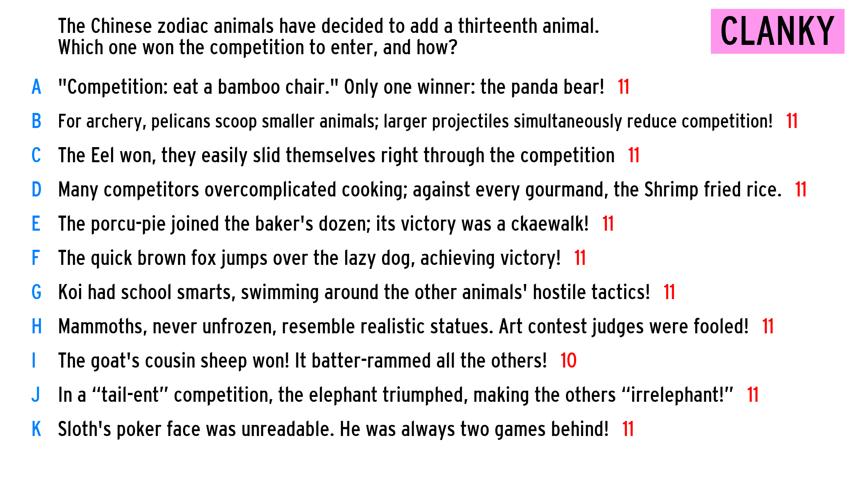 The Chinese zodiac animals have decided to add a thirteenth animal.
Which one won the competition to enter, and how?
CLANKY
A "Competition: eat a bamboo chair." Only one winner: the panda bear! 11
B For archery, pelicans scoop smaller animals; larger projectiles simultaneously reduce competition! 11
C The Eel won, they easily slid themselves right through the competition 11
D Many competitors overcomplicated cooking; against every gourmand, the Shrimp fried rice. 11
E The porcu-pie joined the baker's dozen; its victory was a ckaewalk! 11
F The quick brown fox jumps over the lazy dog, achieving victory! 11
G Koi had school smarts, swimming around the other animals' hostile tactics! 11
H Mammoths, never unfrozen, resemble realistic statues. Art contest judges were fooled! 11
I The goat's cousin sheep won! It batter-rammed all the others! 10
J In a “tail-ent” competition, the elephant triumphed, making the others “irrelephant!” 11
K Sloth's poker face was unreadable. He was always two games behind! 11